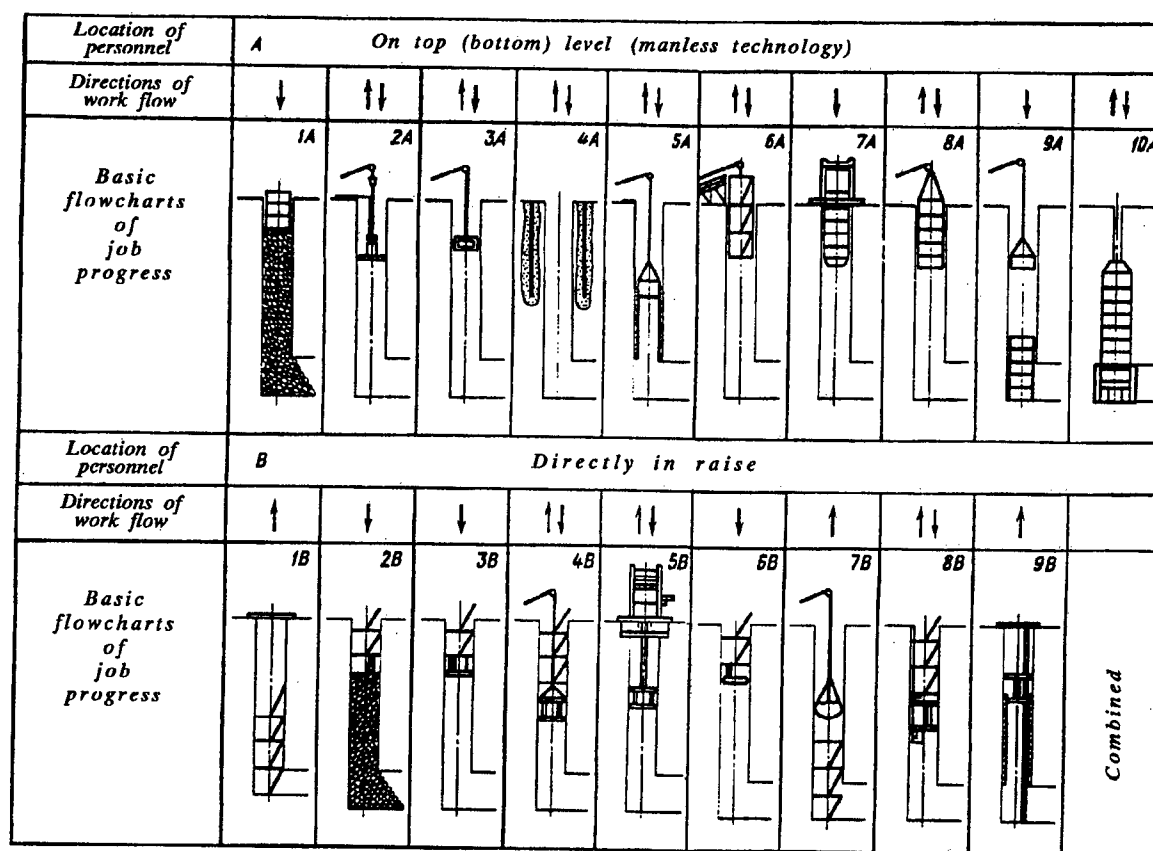 Location of
personnel
A
On top (bottom) level (manless technology)
Directions of
work flow
Basic
flowcharts
of
job
progress
1A
2A
3A
4A
5A
6A
7A
8A
9A
10A
Location of
personnel
B
Directly in raise
Directions of
work flow
Basic
flowcharts
of
job
progress
1B
2B
3B
4B
5B
6B
7B
8B
9B
Combined